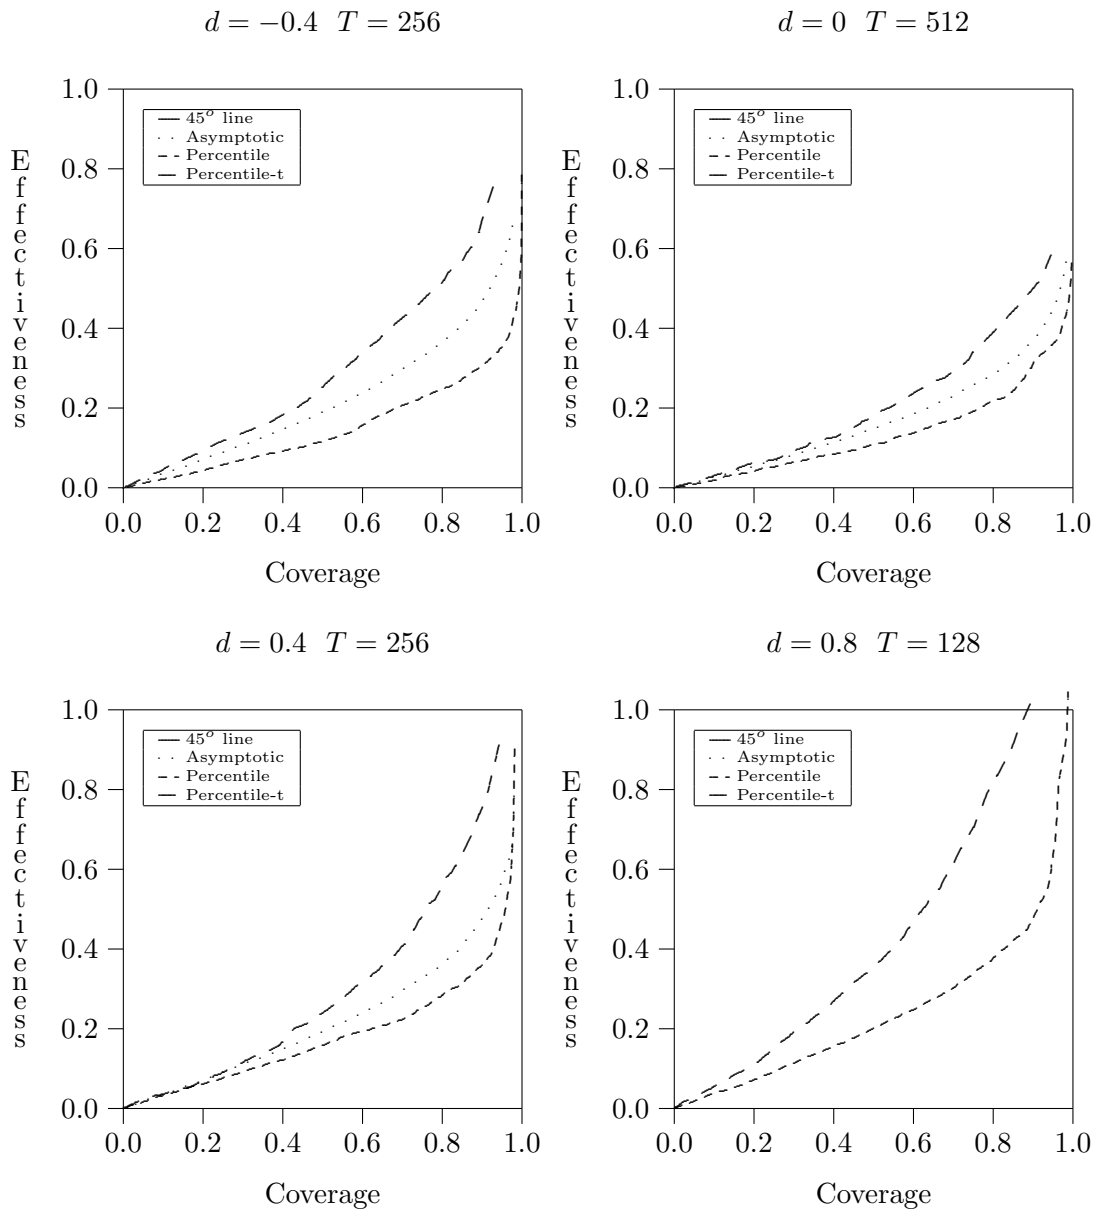 d = −0.4 T = 256
Effectiveness
1.0
0.8
0.6
0.4
0.2
0.0
45° line
Asymptotic
Percentile
Percentile-t
0.0 0.2 0.4 0.6 0.8 1.0
Coverage
d = 0 T = 512
Effectiveness
1.0
0.8
0.6
0.4
0.2
0.0
45° line
Asymptotic
Percentile
Percentile-t
0.0 0.2 0.4 0.6 0.8 1.0
Coverage
d = 0.4 T = 256
Effectiveness
1.0
0.8
0.6
0.4
0.2
0.0
45° line
Asymptotic
Percentile
Percentile-t
0.0 0.2 0.4 0.6 0.8 1.0
Coverage
d = 0.8 T = 128
Effectiveness
1.0
0.8
0.6
0.4
0.2
0.0
45° line
Asymptotic
Percentile
Percentile-t
0.0 0.2 0.4 0.6 0.8 1.0
Coverage